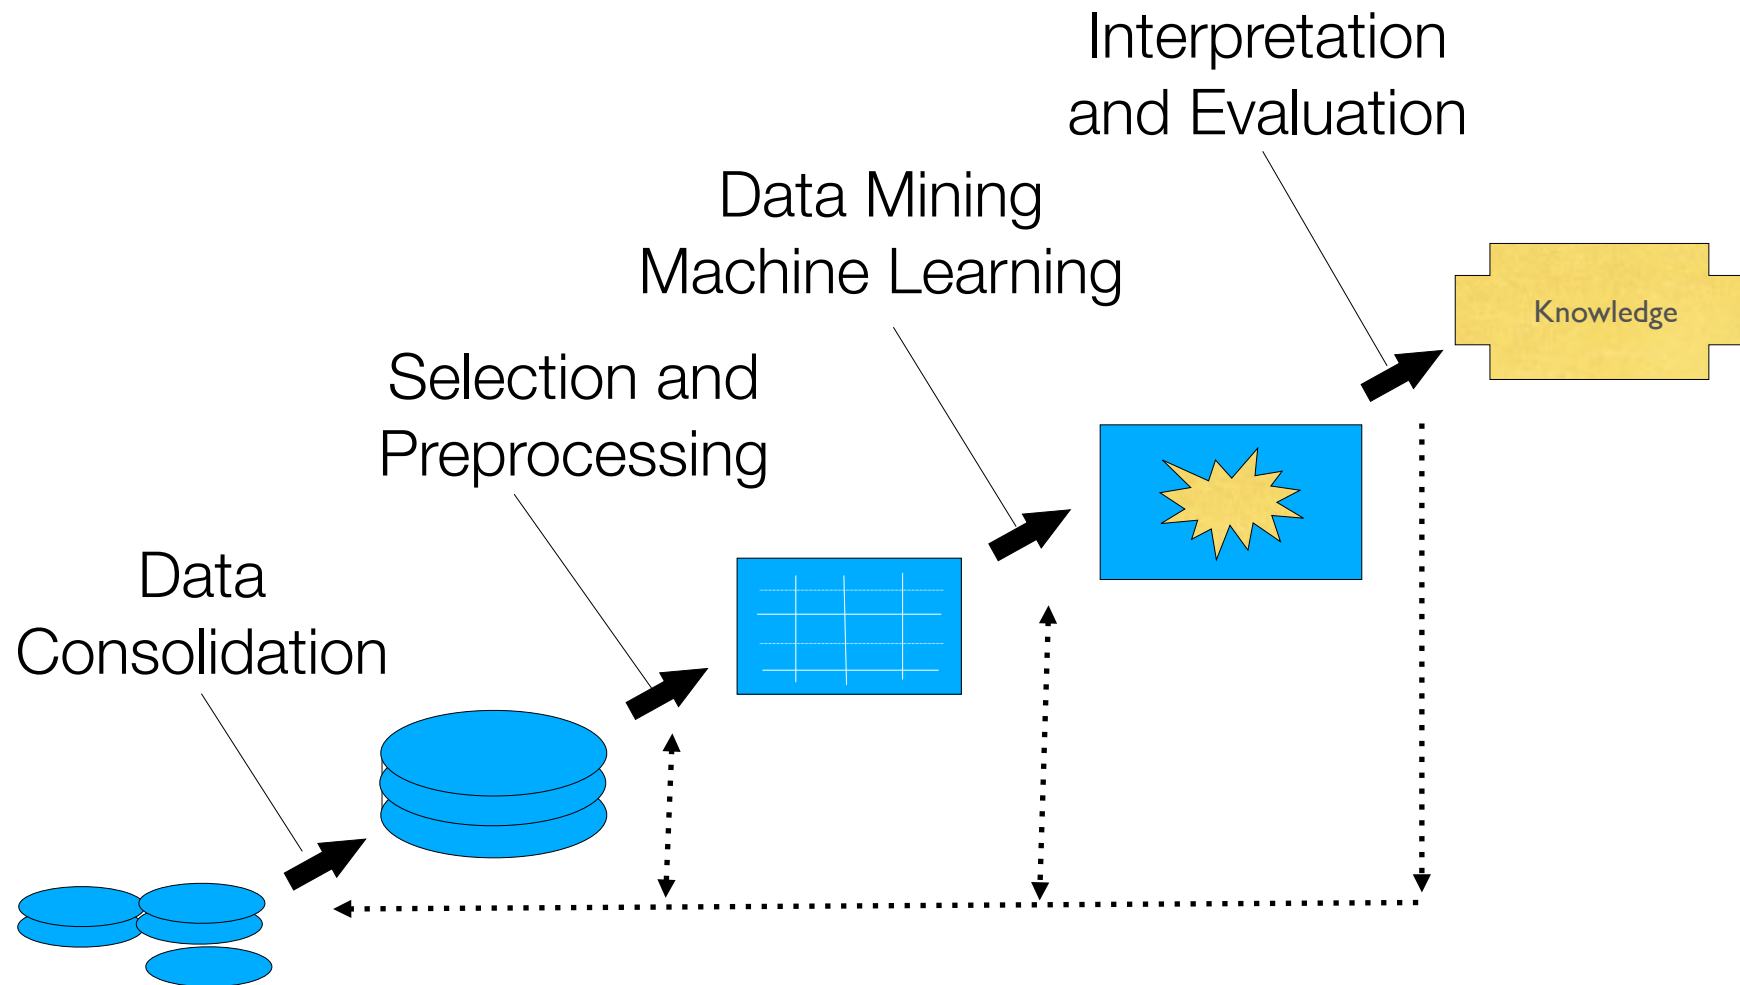 Interpretation
and Evaluation
Data Mining
Machine Learning
Knowledge
Selection and
Preprocessing
Data
Consolidation